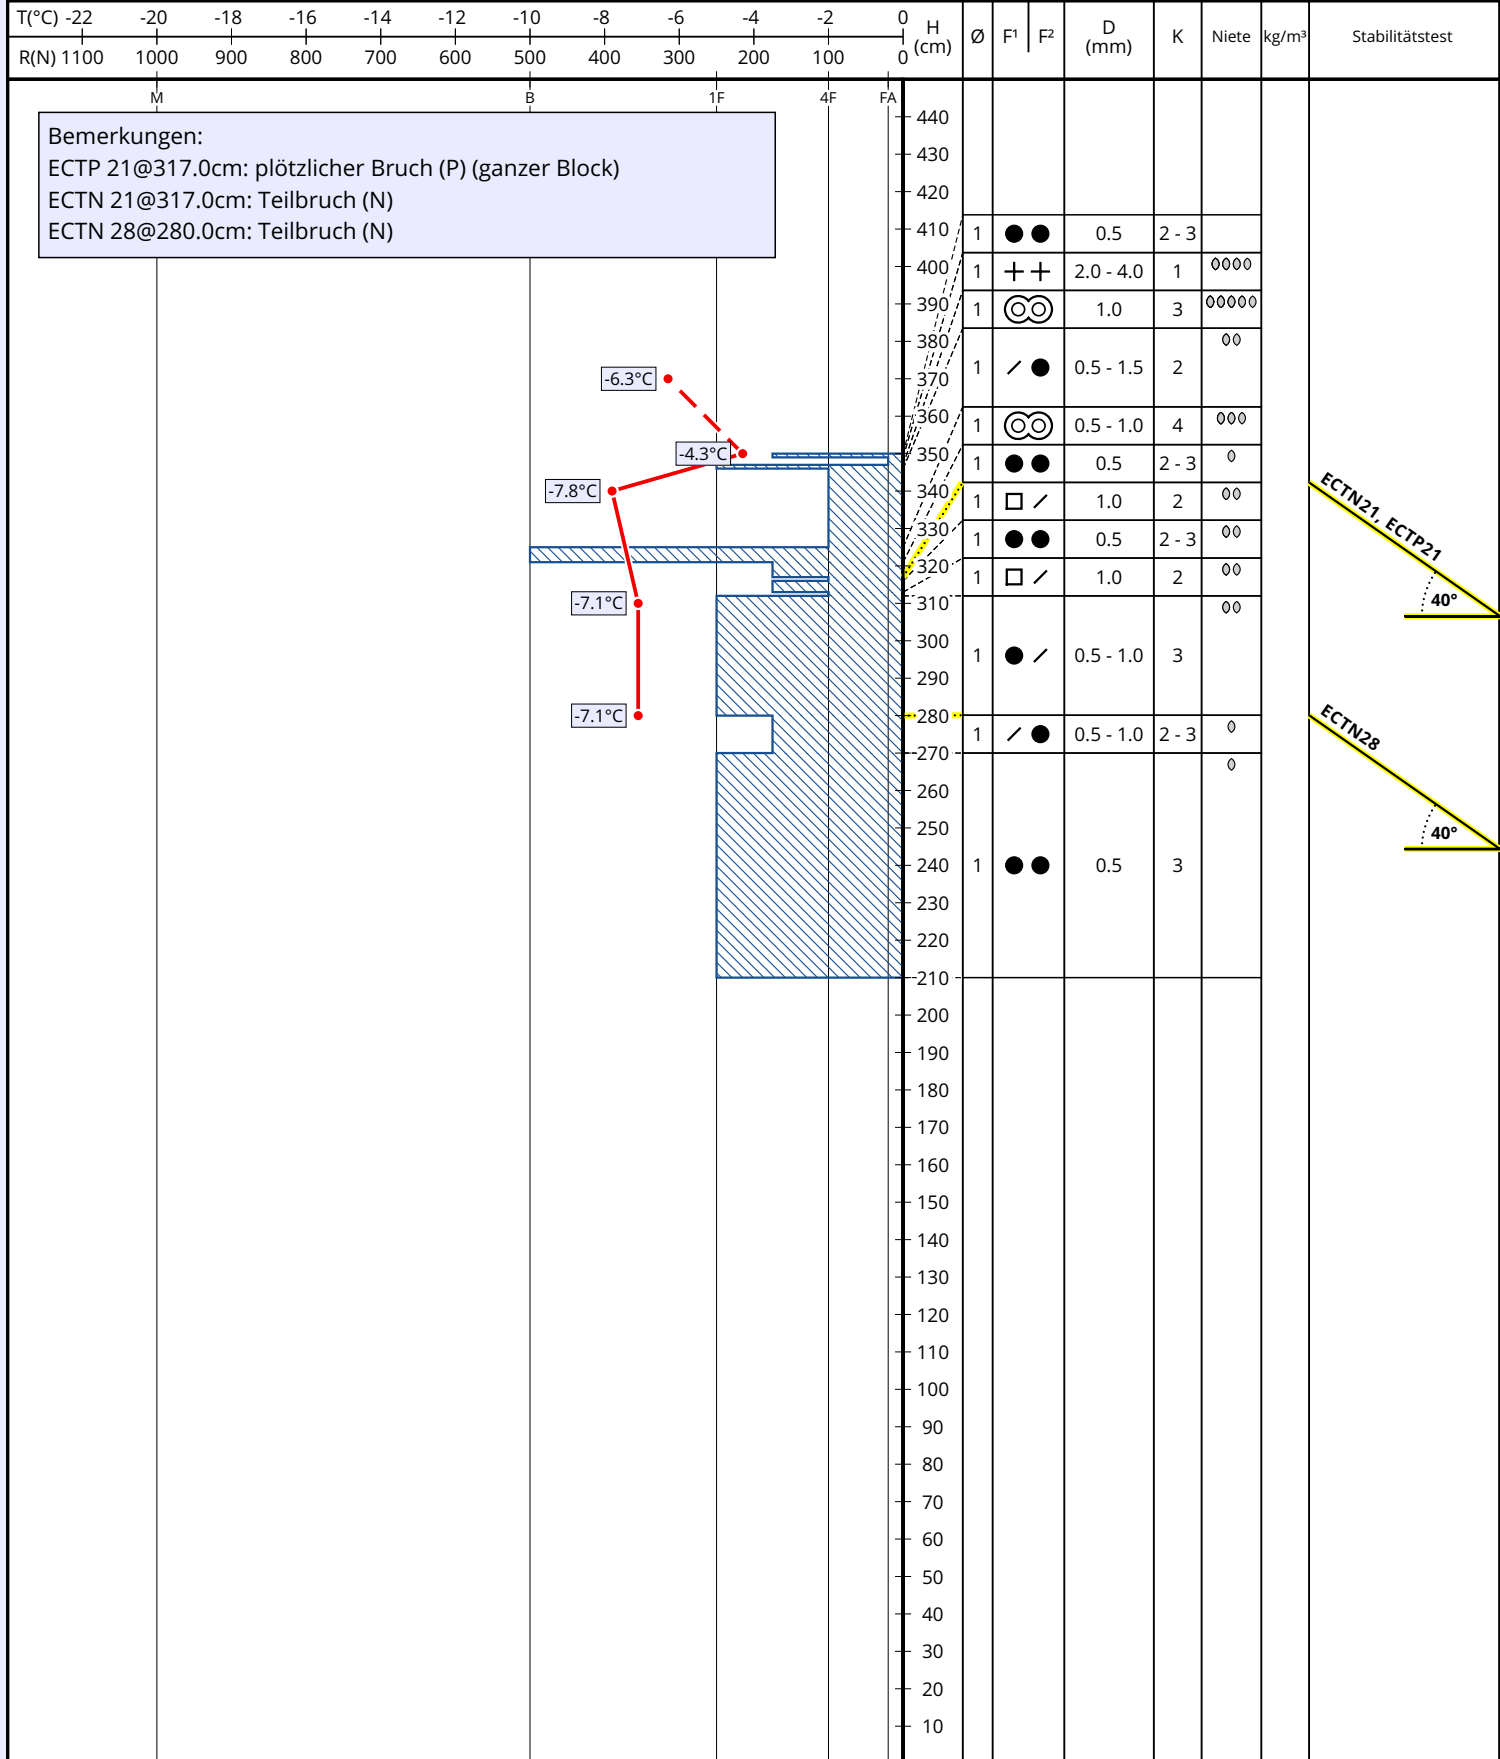 T(°C) -22 -20 -18 -16 -14 -12 -10 -8 -6 -4 -2 0
R(N) 1100 1000 900 800 700 600 500 400 300 200 100 0
H (cm) Ø F¹ F² D (mm) K Niete kg/m³ Stabilitätstest
M B 1F 4F FA
Bemerkungen:
ECTP 21@317.0cm: plötzlicher Bruch (P) (ganzer Block)
ECTN 21@317.0cm: Teilbruch (N)
ECTN 28@280.0cm: Teilbruch (N)
-6.3°C
-4.3°C
-7.8°C
-7.1°C
-7.1°C
440
430
420
410
400
390
380
370
360
350
340
330
320
310
300
290
280
270
260
250
240
230
220
210
200
190
180
170
160
150
140
130
120
110
100
90
80
70
60
50
40
30
20
10
1 0.5 2 - 3
1 2.0 - 4.0 1
1 1.0 3
1 0.5 - 1.5 2
1 0.5 - 1.0 4
1 0.5 2 - 3
1 1.0 2
1 0.5 2 - 3
1 1.0 2
1 0.5 - 1.0 3
1 0.5 - 1.0 2 - 3
1 0.5 3
ECTN21, ECTP21
40°
ECTN28
40°